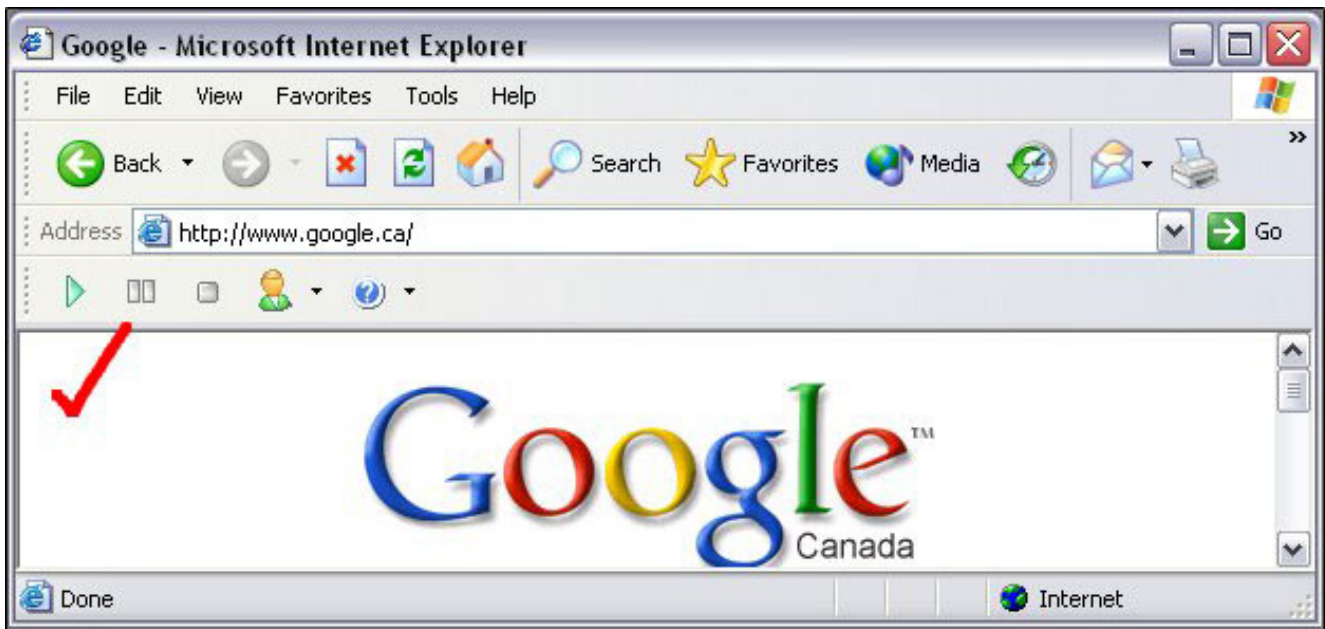 Google - Microsoft Internet Explorer
File Edit View Favorites Tools Help
Back Search Favorites Media »
Address http://www.google.ca/ Go
Google™
Canada
Done Internet